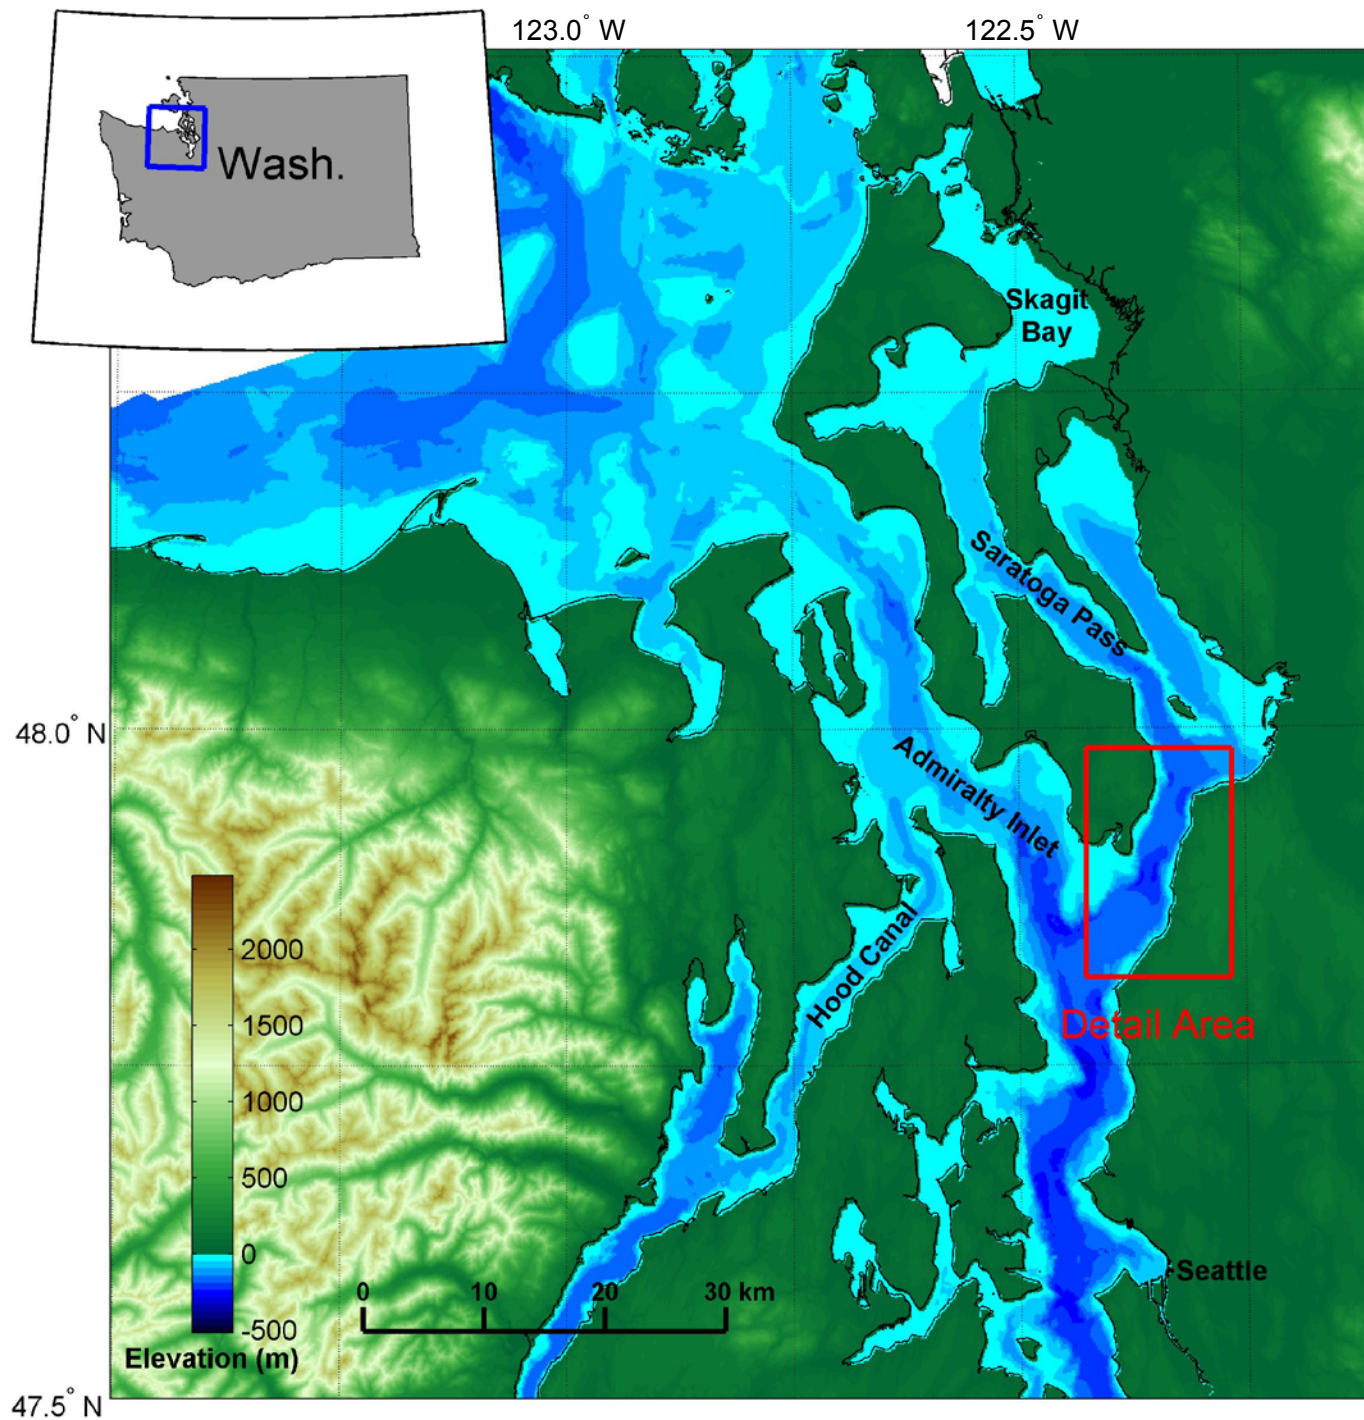 123.0° W
122.5° W
Wash.
Skagit
Bay
Saratoga Pass
48.0° N
Admiralty Inlet
Hood Canal
Detail Area
2000
1500
1000
500
0
-500
Elevation (m)
0 10 20 30 km
Seattle
47.5° N